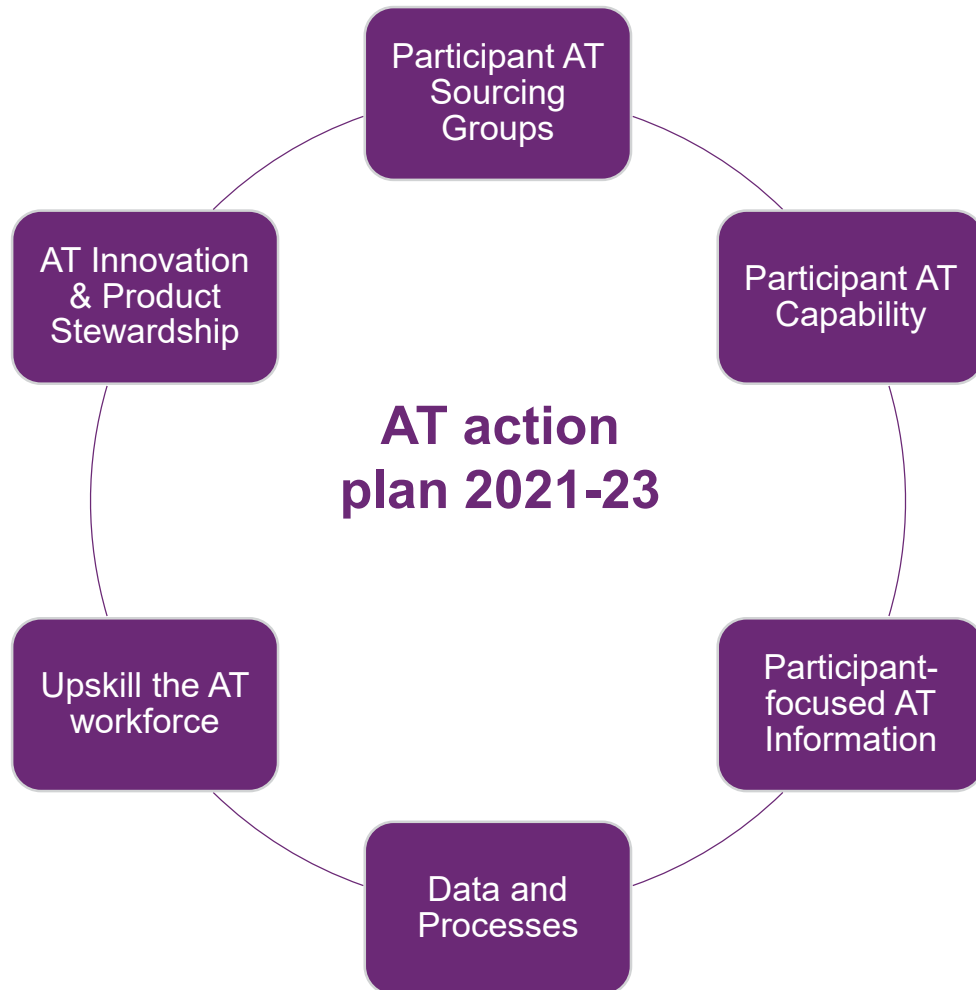 Participant AT
Sourcing
Groups
Participant AT
Capability
Participant-
focused AT
Information
Data and
Processes
Upskill the AT
workforce
AT Innovation
& Product
Stewardship
AT action
plan 2021-23